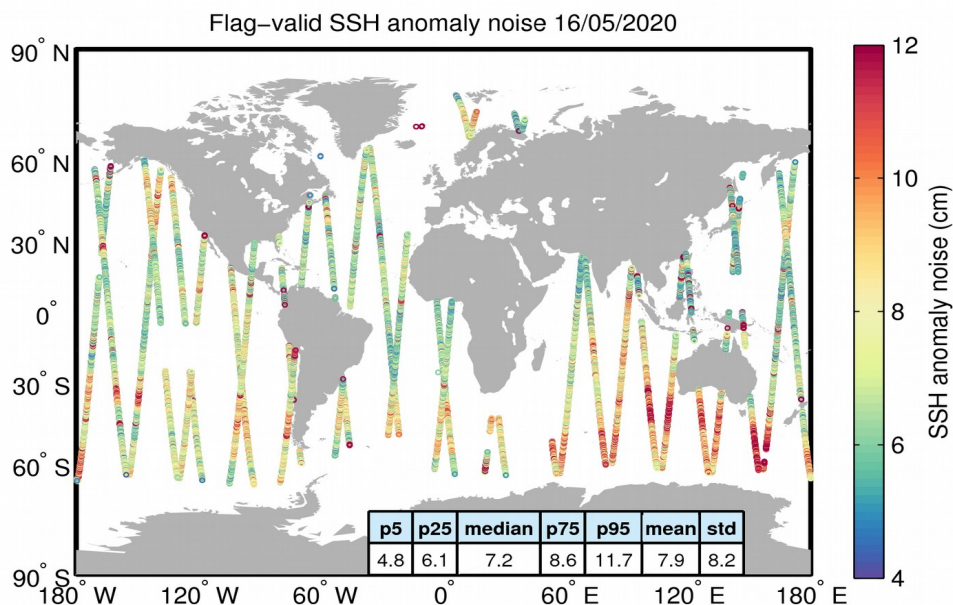 Flag−valid SSH anomaly noise 16/05/2020
90° N
60° N
30° N
0°
30° S
60° S
90° S
180° W
120° W
60° W
0°
60° E
120° E
180° E
12
10
8
6
4
SSH anomaly noise (cm)
p5 p25 median p75 p95 mean std
4.8 6.1 7.2 8.6 11.7 7.9 8.2